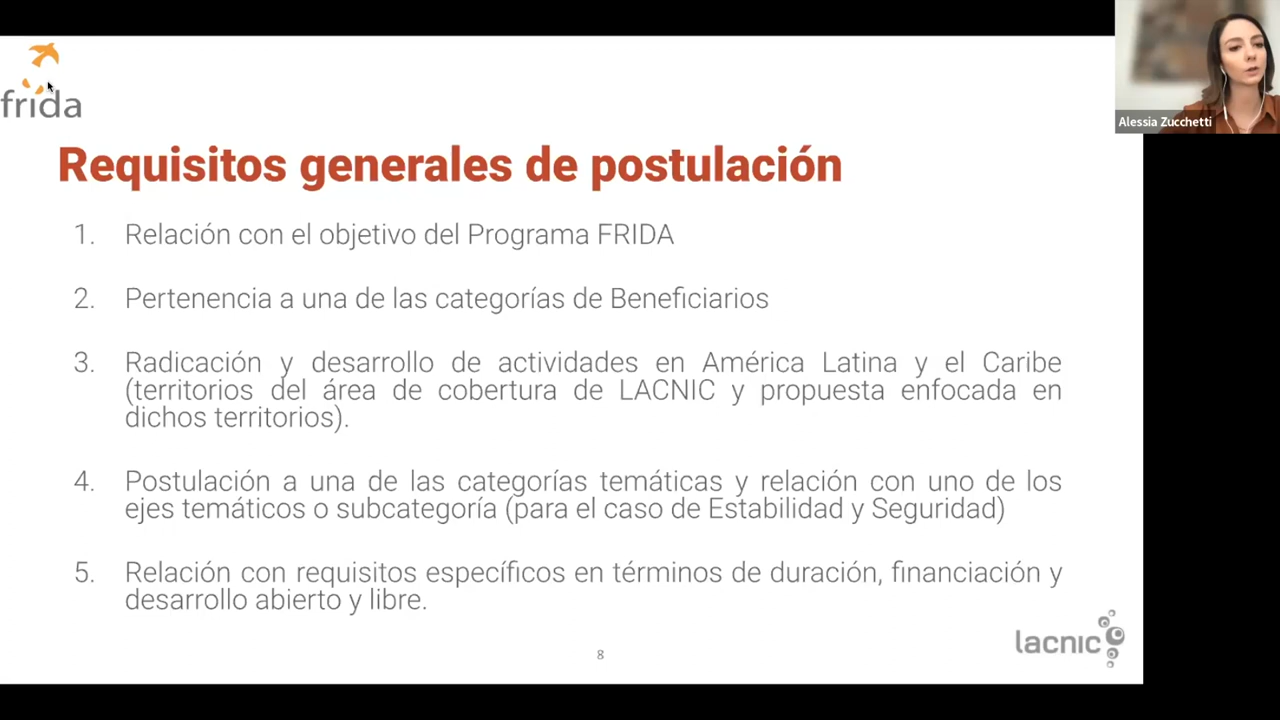 frida
Alessia Zucchetti
Requisitos generales de postulación
1. Relación con el objetivo del Programa FRIDA
2. Pertenencia a una de las categorías de Beneficiarios
3. Radicación y desarrollo de actividades en América Latina y el Caribe
(territorios del área de cobertura de LACNIC y propuesta enfocada en
dichos territorios).
4. Postulación a una de las categorías temáticas y relación con uno de los
ejes temáticos o subcategoría (para el caso de Estabilidad y Seguridad)
5. Relación con requisitos específicos en términos de duración, financiación y
desarrollo abierto y libre.
8
lacnic